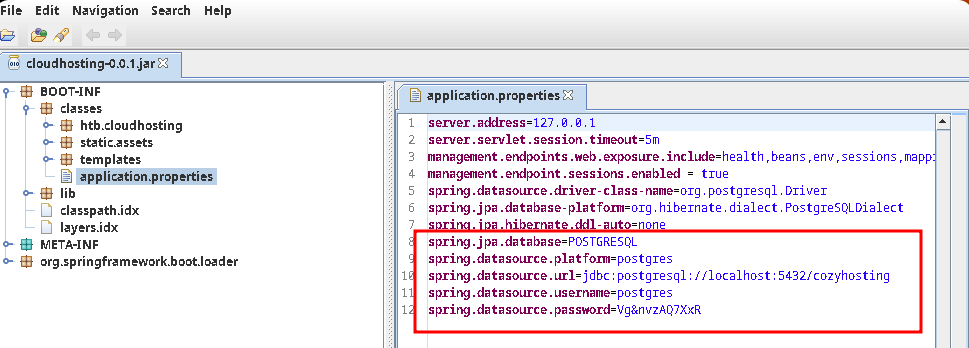 File Edit Navigation Search Help
cloudhosting-0.0.1.jar
BOOT-INF
classes
htb.cloudhosting
static.assets
templates
application.properties
lib
classpath.idx
layers.idx
META-INF
org.springframework.boot.loader
application.properties
1 server.address=127.0.0.1
2 server.servlet.session.timeout=5m
3 management.endpoints.web.exposure.include=health,beans,env,sessions,mappi
4 management.endpoint.sessions.enabled = true
5 spring.datasource.driver-class-name=org.postgresql.Driver
6 spring.jpa.database-platform=org.hibernate.dialect.PostgreSQLDialect
7 spring.jpa.hibernate.ddl-auto=none
8 spring.jpa.database=POSTGRESQL
9 spring.datasource.platform=postgres
10 spring.datasource.url=jdbc:postgresql://localhost:5432/cozyhosting
11 spring.datasource.username=postgres
12 spring.datasource.password=Vg&nvzAQ7XxR